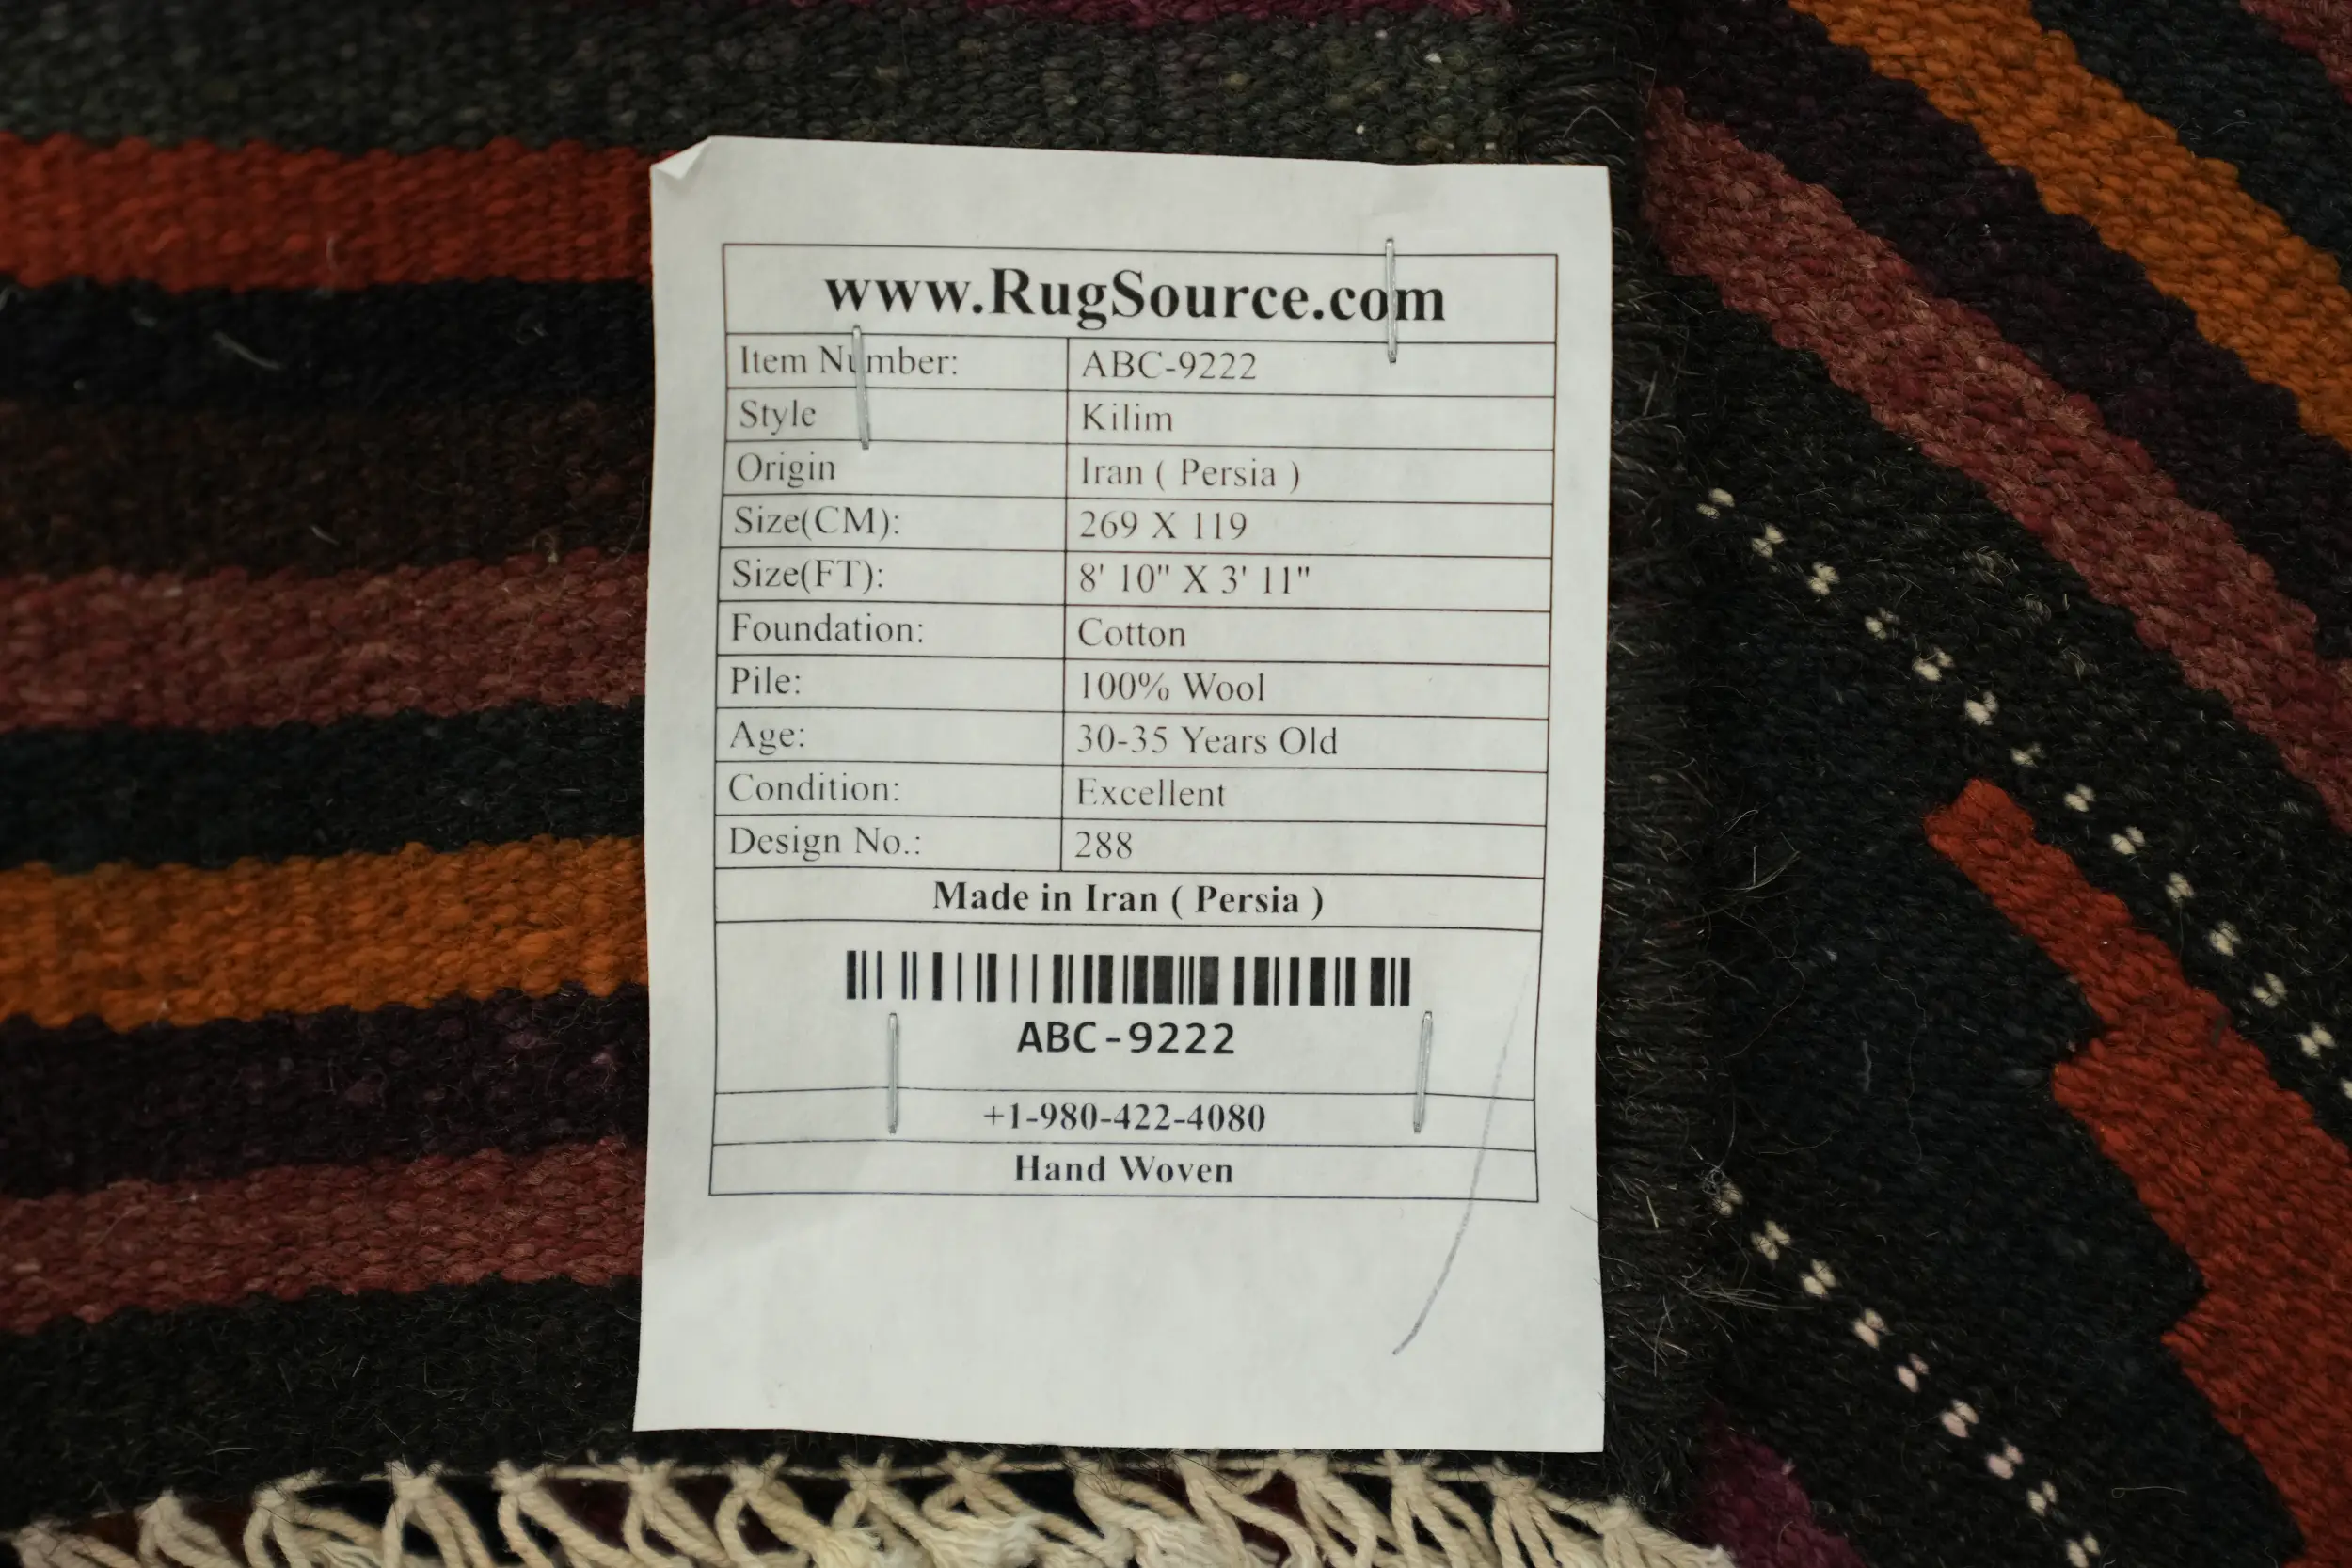 www.RugSource.com
Item Number: ABC-9222
Style Kilim
Origin Iran ( Persia )
Size(CM): 269 X 119
Size(FT): 8' 10" X 3' 11"
Foundation: Cotton
Pile: 100% Wool
Age: 30-35 Years Old
Condition: Excellent
Design No.: 288
Made in Iran ( Persia )
ABC-9222
+1-980-422-4080
Hand Woven